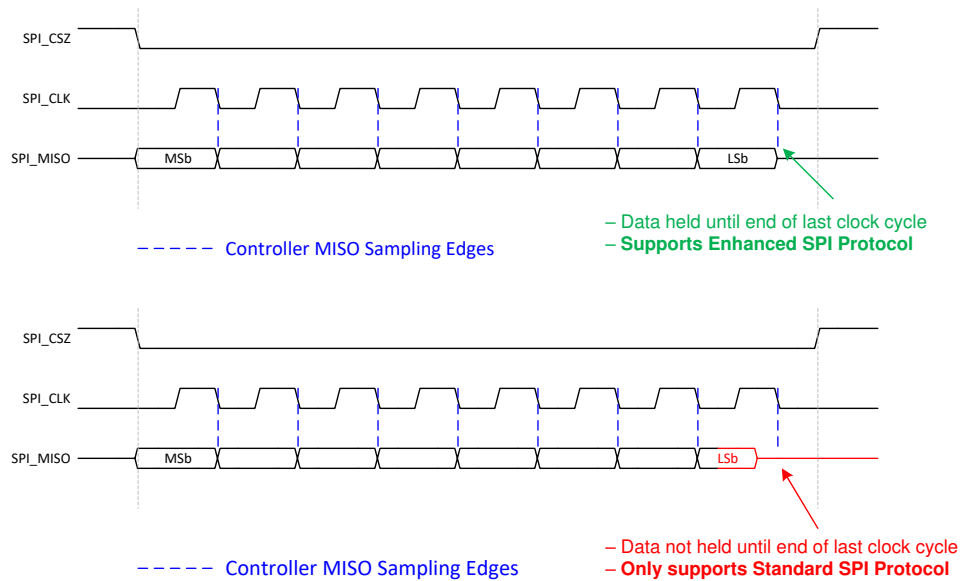 SPI_CSZ
SPI_CLK
SPI_MISO
MSb
LSb
– Data held until end of last clock cycle
– Supports Enhanced SPI Protocol
Controller MISO Sampling Edges
SPI_CSZ
SPI_CLK
SPI_MISO
MSb
LSb
– Data not held until end of last clock cycle
– Only supports Standard SPI Protocol
Controller MISO Sampling Edges